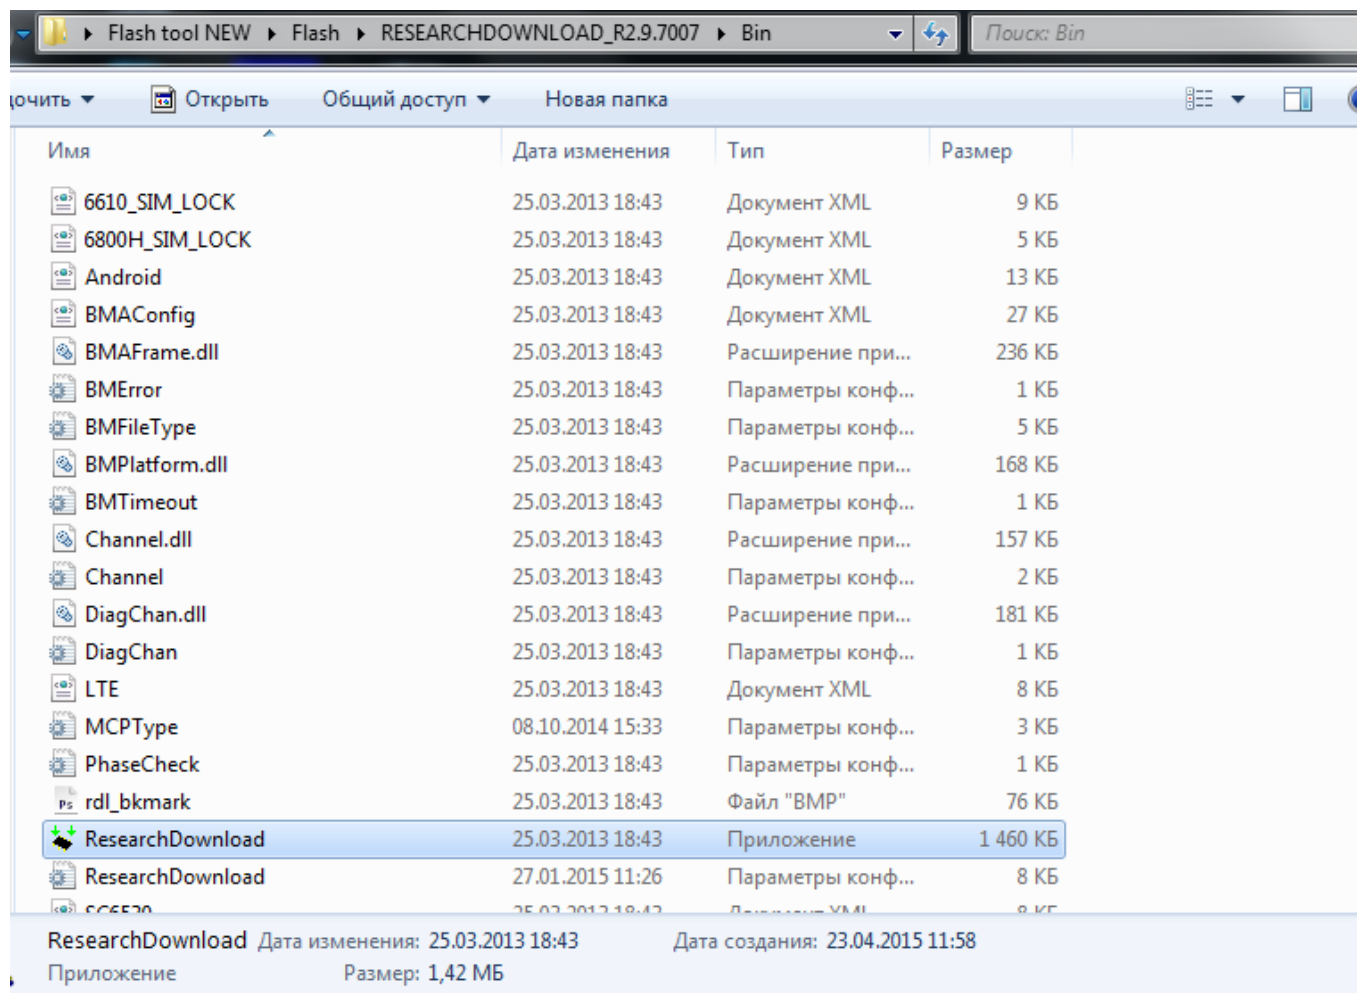 Flash tool NEW Flash RESEARCHDOWNLOAD_R2.9.7007 Bin Поиск: Bin
Открыть Общий доступ Новая папка
Имя Дата изменения Тип Размер
6610_SIM_LOCK 25.03.2013 18:43 Документ XML 9 КБ
6800H_SIM_LOCK 25.03.2013 18:43 Документ XML 5 КБ
Android 25.03.2013 18:43 Документ XML 13 КБ
BMAConfig 25.03.2013 18:43 Документ XML 27 КБ
BMAFrame.dll 25.03.2013 18:43 Расширение при... 236 КБ
BMError 25.03.2013 18:43 Параметры конф... 1 КБ
BMFileType 25.03.2013 18:43 Параметры конф... 5 КБ
BMPlatform.dll 25.03.2013 18:43 Расширение при... 168 КБ
BMTimeout 25.03.2013 18:43 Параметры конф... 1 КБ
Channel.dll 25.03.2013 18:43 Расширение при... 157 КБ
Channel 25.03.2013 18:43 Параметры конф... 2 КБ
DiagChan.dll 25.03.2013 18:43 Расширение при... 181 КБ
DiagChan 25.03.2013 18:43 Параметры конф... 1 КБ
LTE 25.03.2013 18:43 Документ XML 8 КБ
MCPType 08.10.2014 15:33 Параметры конф... 3 КБ
PhaseCheck 25.03.2013 18:43 Параметры конф... 1 КБ
Ps rdl_bkmark 25.03.2013 18:43 Файл "BMP" 76 КБ
ResearchDownload 25.03.2013 18:43 Приложение 1 460 КБ
ResearchDownload 27.01.2015 11:26 Параметры конф... 8 КБ
ResearchDownload Дата изменения: 25.03.2013 18:43 Дата создания: 23.04.2015 11:58
Приложение Размер: 1,42 МБ